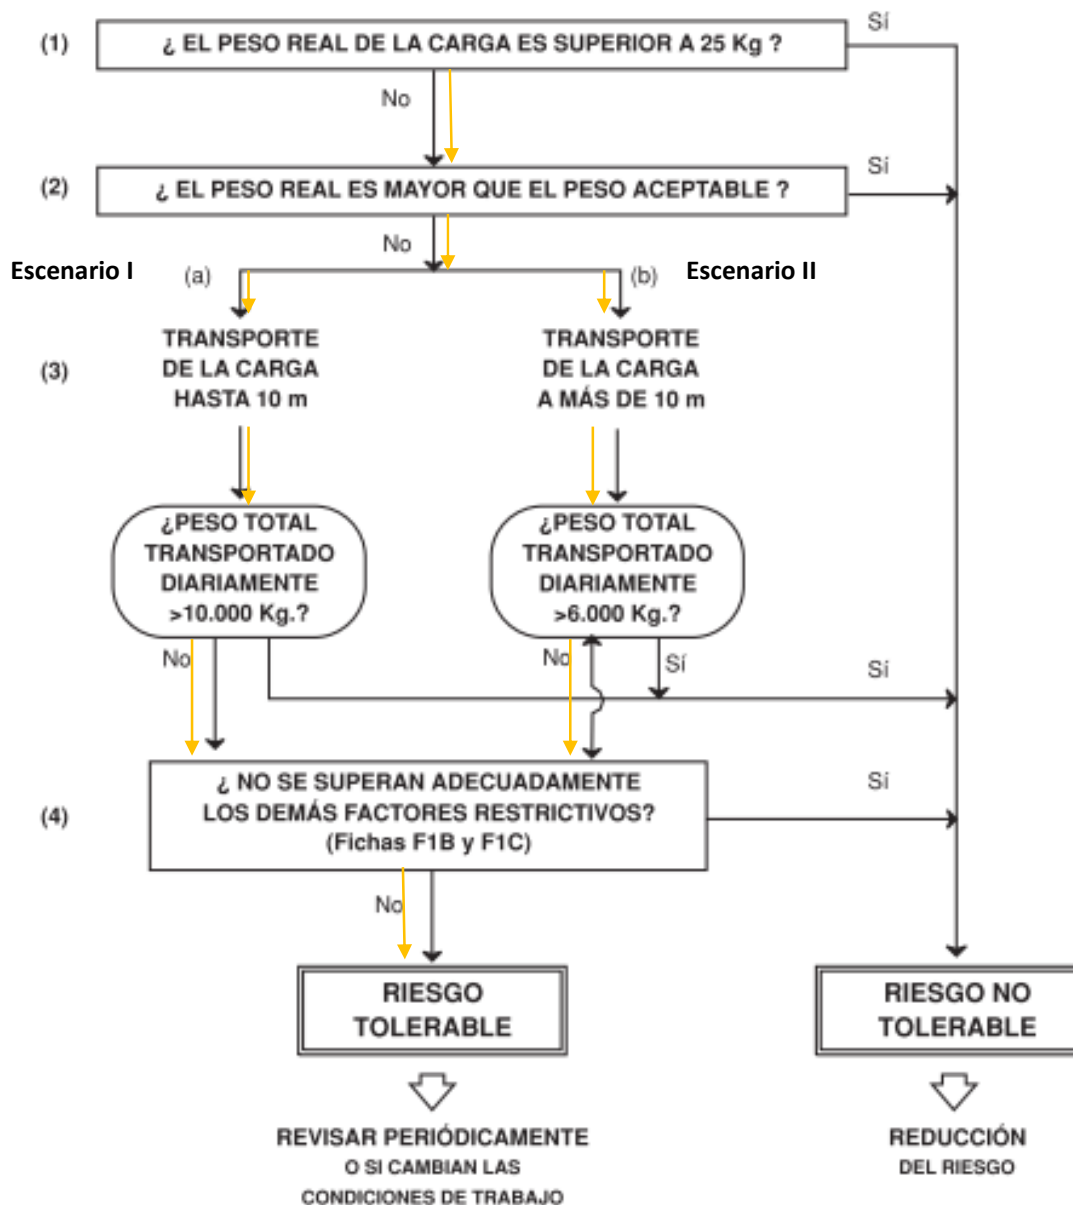 (1)
¿ EL PESO REAL DE LA CARGA ES SUPERIOR A 25 Kg ?
Sí
No
(2)
¿ EL PESO REAL ES MAYOR QUE EL PESO ACEPTABLE ?
Sí
No
Escenario I
(a)
(b)
Escenario II
(3)
TRANSPORTE
DE LA CARGA
HASTA 10 m
TRANSPORTE
DE LA CARGA
A MÁS DE 10 m
¿PESO TOTAL
TRANSPORTADO
DIARIAMENTE
>10.000 Kg.?
¿PESO TOTAL
TRANSPORTADO
DIARIAMENTE
>6.000 Kg.?
No
No
Sí
Sí
(4)
¿ NO SE SUPERAN ADECUADAMENTE
LOS DEMÁS FACTORES RESTRICTIVOS?
(Fichas F1B y F1C)
Sí
No
RIESGO
TOLERABLE
RIESGO NO
TOLERABLE
REVISAR PERIÓDICAMENTE
O SI CAMBIAN LAS
CONDICIONES DE TRABAJO
REDUCCIÓN
DEL RIESGO